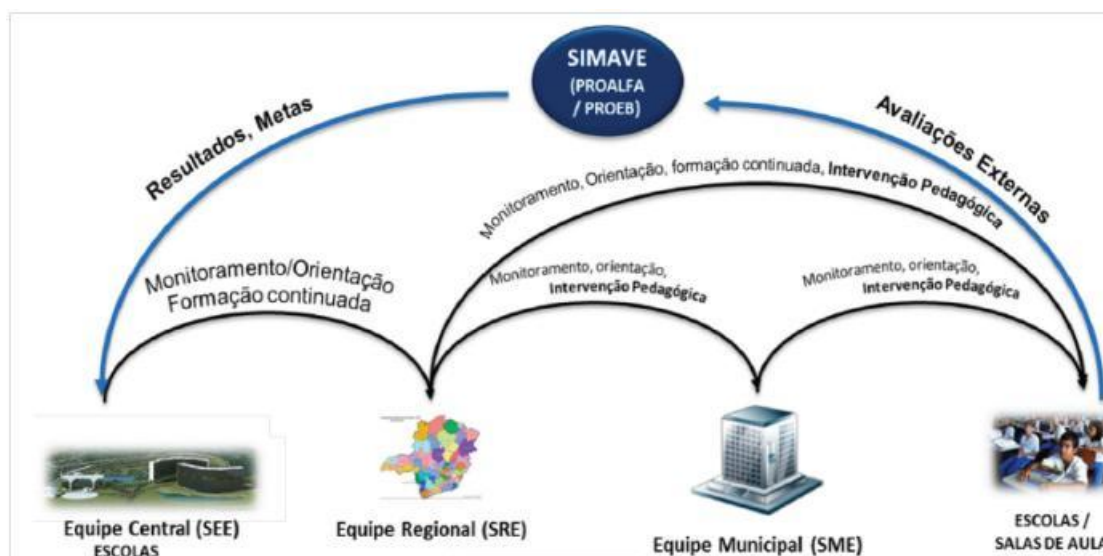 SIMAVE
(PROALFA
/ PROEB)
Resultados, Metas
Avaliações Externas
Monitoramento, Orientação, formação continuada, Intervenção Pedagógica
Monitoramento/Orientação
Formação continuada
Monitoramento, orientação,
Intervenção Pedagógica
Monitoramento, orientação,
Intervenção Pedagógica
Equipe Central (SEE)
ESCOLAS
Equipe Regional (SRE)
Equipe Municipal (SME)
ESCOLAS /
SALAS DE AULA